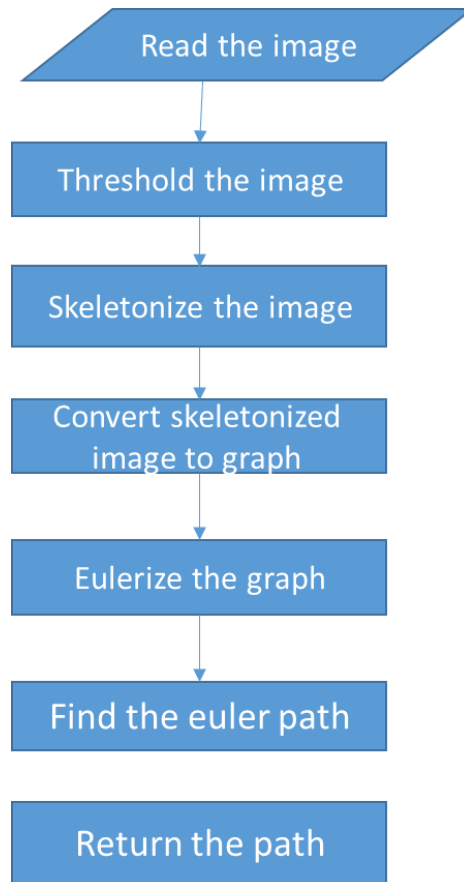 Read the image
Threshold the image
Skeletonize the image
Convert skeletonized
image to graph
Eulerize the graph
Find the euler path
Return the path